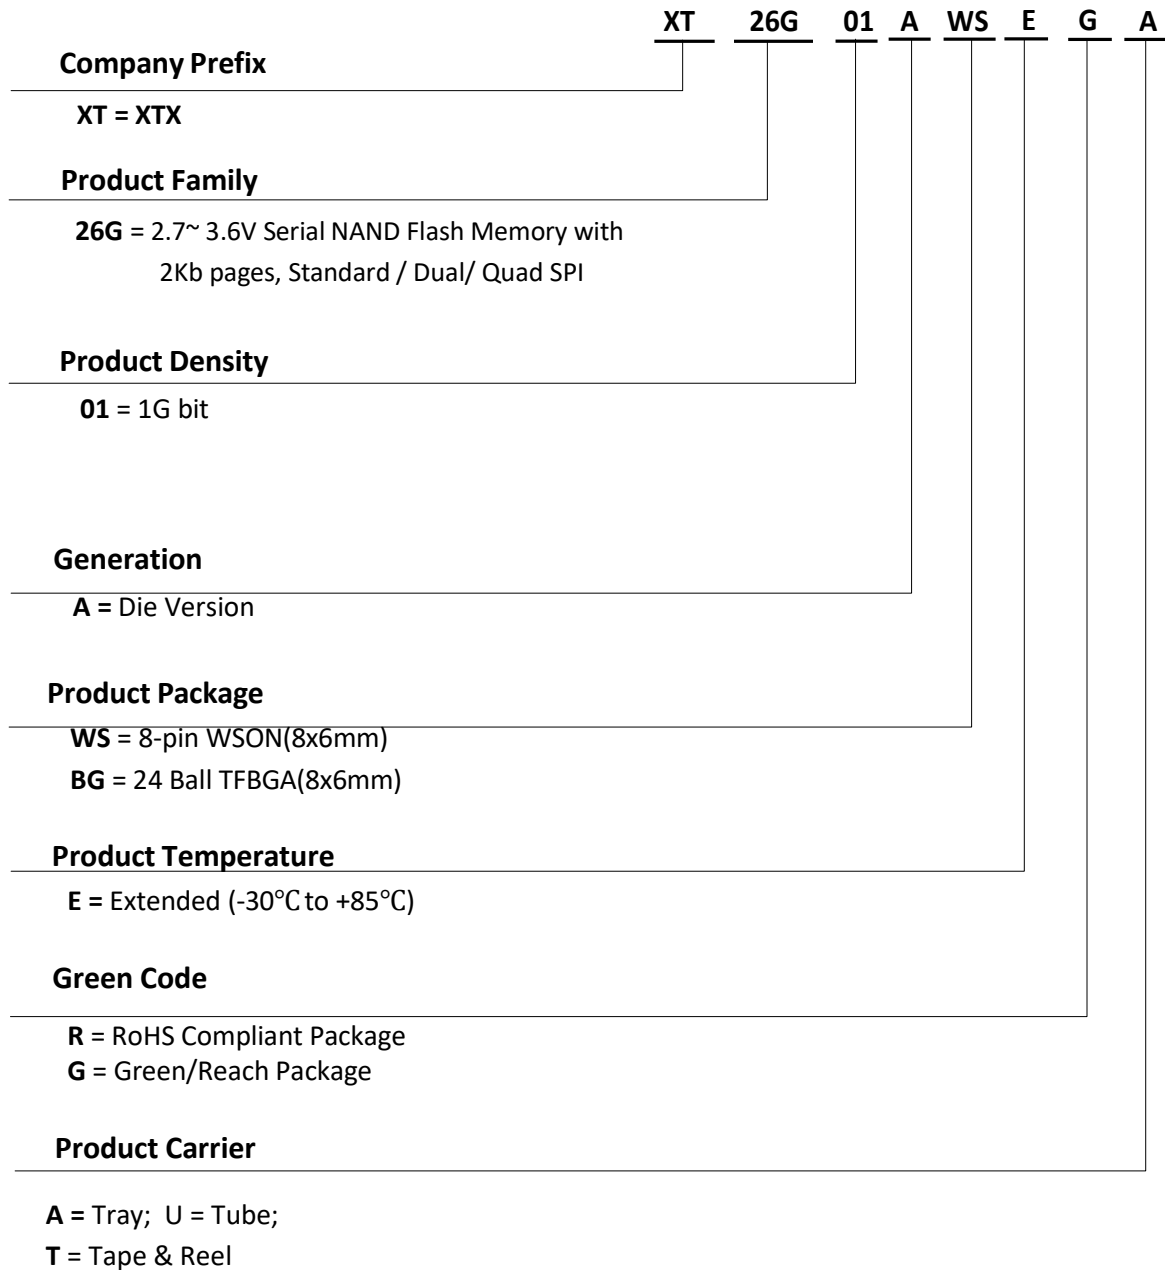 XT 26G 01 A WS E G A
Company Prefix
XT = XTX
Product Family
26G = 2.7~ 3.6V Serial NAND Flash Memory with
2Kb pages, Standard / Dual/ Quad SPI
Product Density
01 = 1G bit
Generation
A = Die Version
Product Package
WS = 8-pin WSON(8x6mm)
BG = 24 Ball TFBGA(8x6mm)
Product Temperature
E = Extended (-30℃ to +85℃)
Green Code
R = RoHS Compliant Package
G = Green/Reach Package
Product Carrier
A = Tray; U = Tube;
T = Tape & Reel